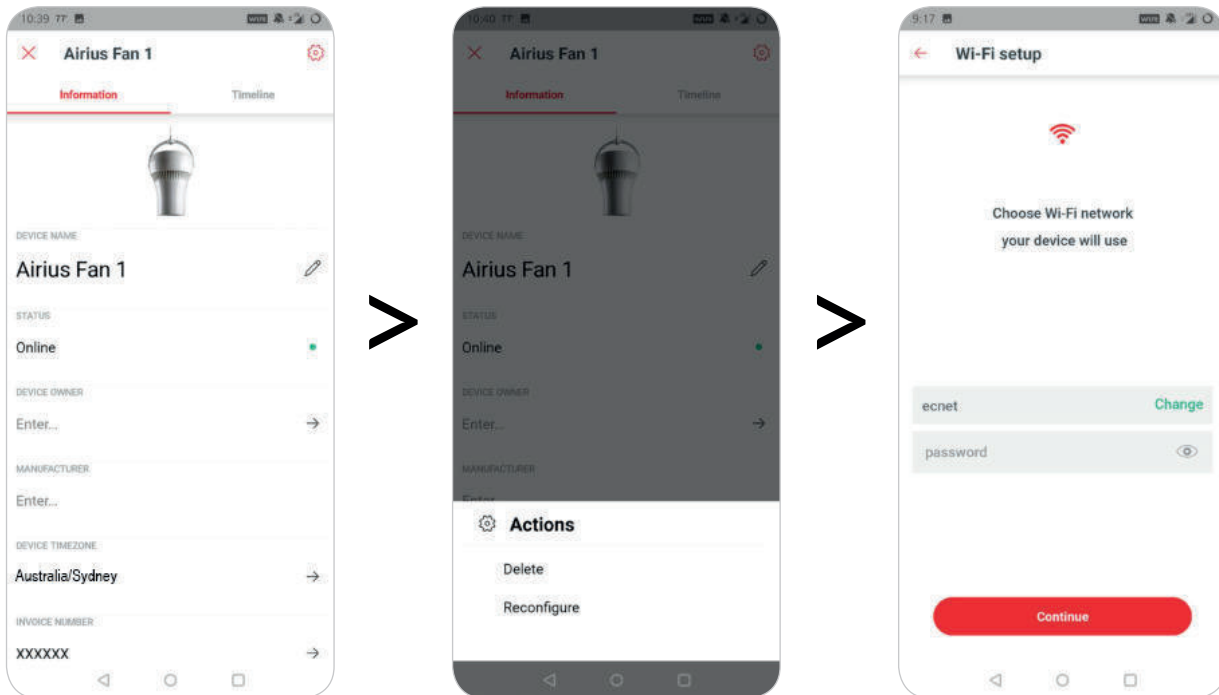 10:39
Airius Fan 1
Information Timeline
DEVICE NAME
Airius Fan 1
STATUS
Online
DEVICE OWNER
Enter...
MANUFACTURER
Enter...
DEVICE TIMEZONE
Australia/Sydney
INVOICE NUMBER
XXXXXX
>
10:40
Airius Fan 1
Information Timeline
DEVICE NAME
Airius Fan 1
STATUS
Online
DEVICE OWNER
Enter...
MANUFACTURER
Enter...
Actions
Delete
Reconfigure
>
9:17
Wi-Fi setup
Choose Wi-Fi network
your device will use
ecnet Change
password
Continue